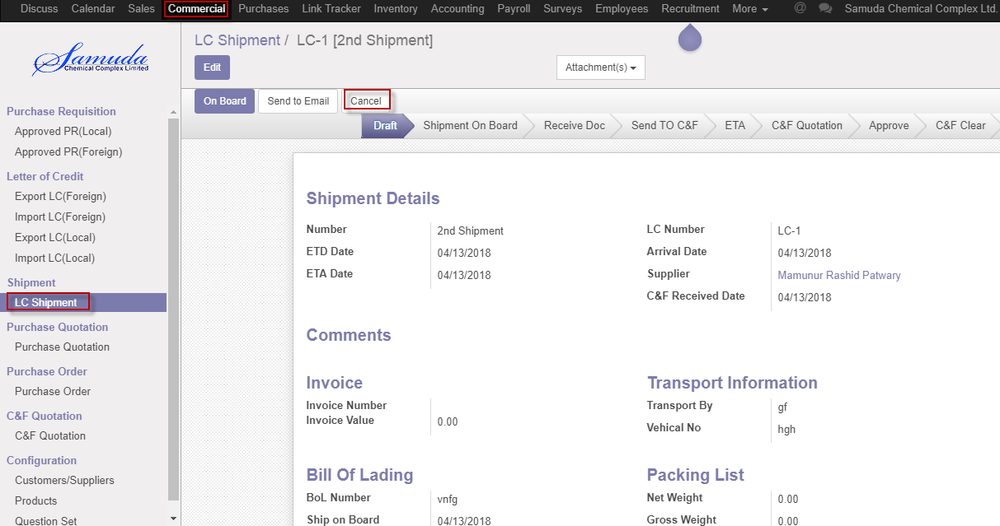 Discuss Calendar Sales Commercial Purchases Link Tracker Inventory Accounting Payroll Surveys Employees Recruitment More @ Samuda Chemical Complex Ltd.
Samuda
Chemical Complex Limited
LC Shipment / LC-1 [2nd Shipment]
Edit Attachment(s)
On Board Send to Email Cancel
Draft Shipment On Board Receive Doc Send TO C&F ETA C&F Quotation Approve C&F Clear
Purchase Requisition
Approved PR(Local)
Approved PR(Foreign)
Letter of Credit
Export LC(Foreign)
Import LC(Foreign)
Export LC(Local)
Import LC(Local)
Shipment
LC Shipment
Purchase Quotation
Purchase Quotation
Purchase Order
Purchase Order
C&F Quotation
C&F Quotation
Configuration
Customers/Suppliers
Products
Question Set
Shipment Details
Number 2nd Shipment LC Number LC-1
ETD Date 04/13/2018 Arrival Date 04/13/2018
ETA Date 04/13/2018 Supplier Mamunur Rashid Patwary
C&F Received Date 04/13/2018
Comments
Invoice Transport Information
Invoice Number Transport By gf
Invoice Value 0.00 Vehical No hgh
Bill Of Lading Packing List
BoL Number vnfg Net Weight 0.00
Ship on Board 04/13/2018 Gross Weight 0.00